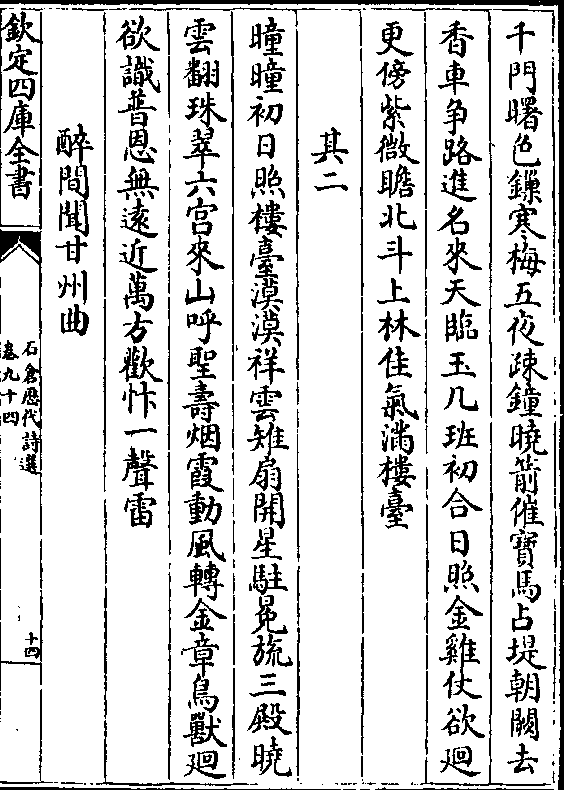 千門曙色鏁寒梅五夜疎鐘曉箭催寶馬占堤朝闕去
香車爭路進名來天臨玉几班初合日照金雞仗欲廻
更傍紫微瞻北斗上林佳氣滿樓臺
其二
曈曈初日照樓臺漠漠祥雲雉扇開星駐冕旒三殿曉
雲翻珠翠六宫來山呼聖壽烟霞動風轉金章鳥獸廻
欲識普恩無遠近萬方歡忭一聲雷
醉間聞甘州曲
欽定四庫全書
石倉歷代詩選
卷九十四
十四